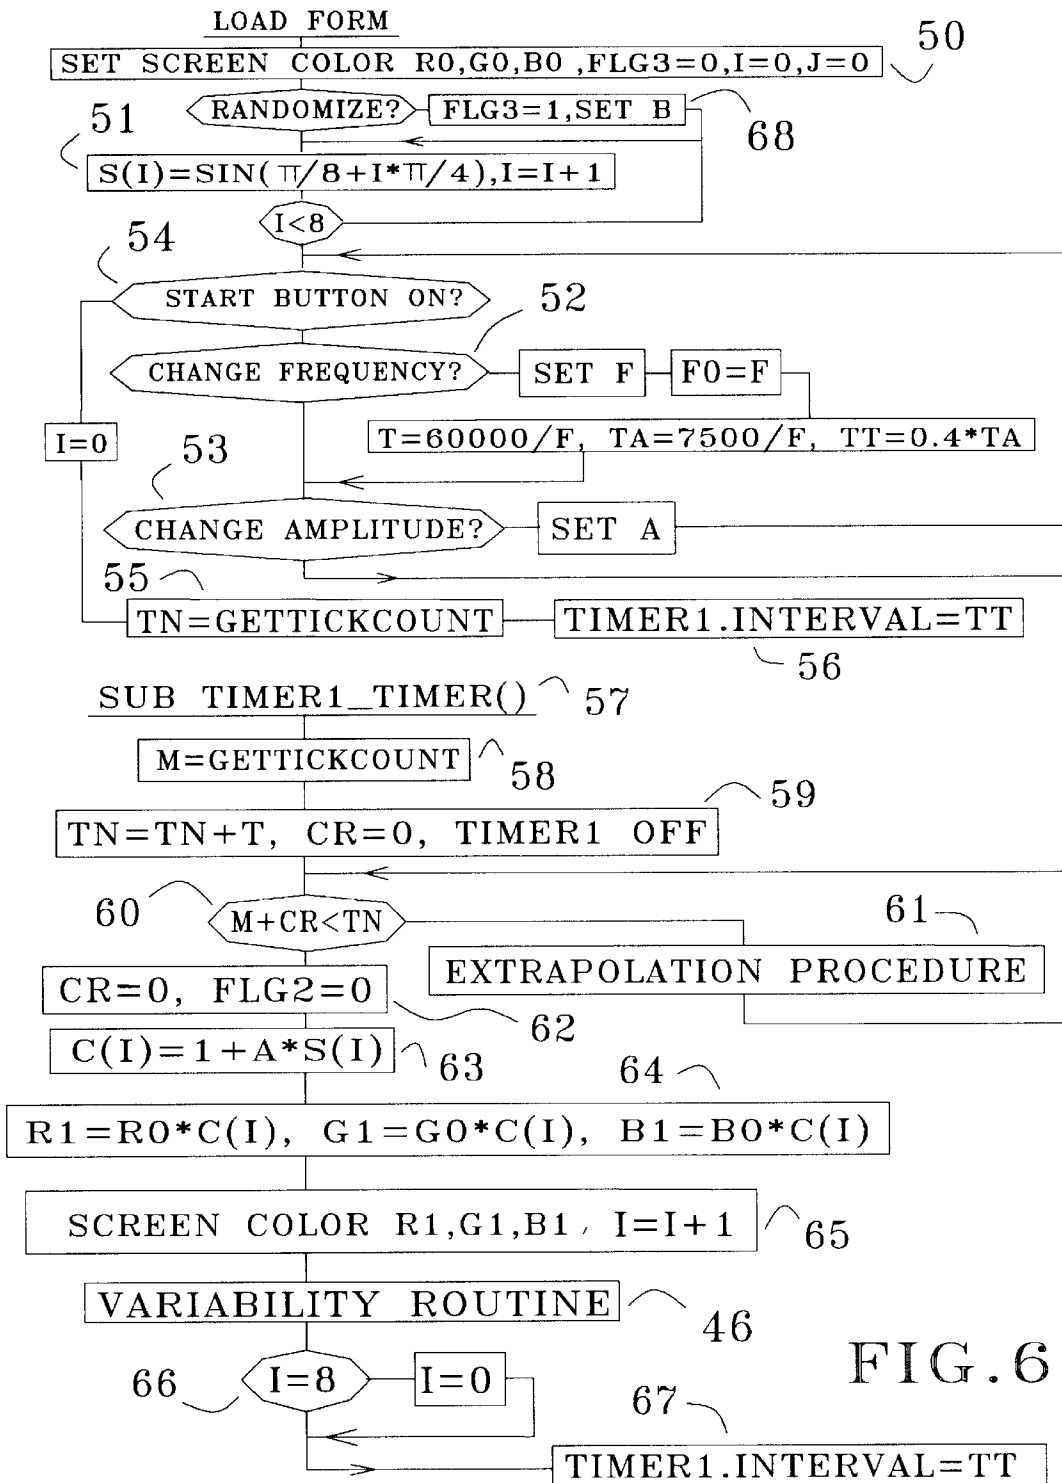 LOAD FORM
50
SET SCREEN COLOR R0,G0,B0 ,FLG3=0,I=0,J=0
RANDOMIZE?
FLG3=1,SET B
68
51
S(I)=SIN(π/8+I*π/4),I=I+1
I<8
54
START BUTTON ON?
52
CHANGE FREQUENCY?
SET F
F0=F
I=0
T=60000/F, TA=7500/F, TT=0.4*TA
53
CHANGE AMPLITUDE?
SET A
55
TN=GETTICKCOUNT
TIMER1.INTERVAL=TT
56
SUB TIMER1_TIMER()
57
M=GETTICKCOUNT
58
59
TN=TN+T, CR=0, TIMER1 OFF
60
M+CR<TN
61
EXTRAPOLATION PROCEDURE
CR=0, FLG2=0
62
C(I)=1+A*S(I)
63
64
R1=R0*C(I), G1=G0*C(I), B1=B0*C(I)
SCREEN COLOR R1,G1,B1, I=I+1
65
VARIABILITY ROUTINE
46
FIG.6
66
I=8
I=0
67
TIMER1.INTERVAL=TT